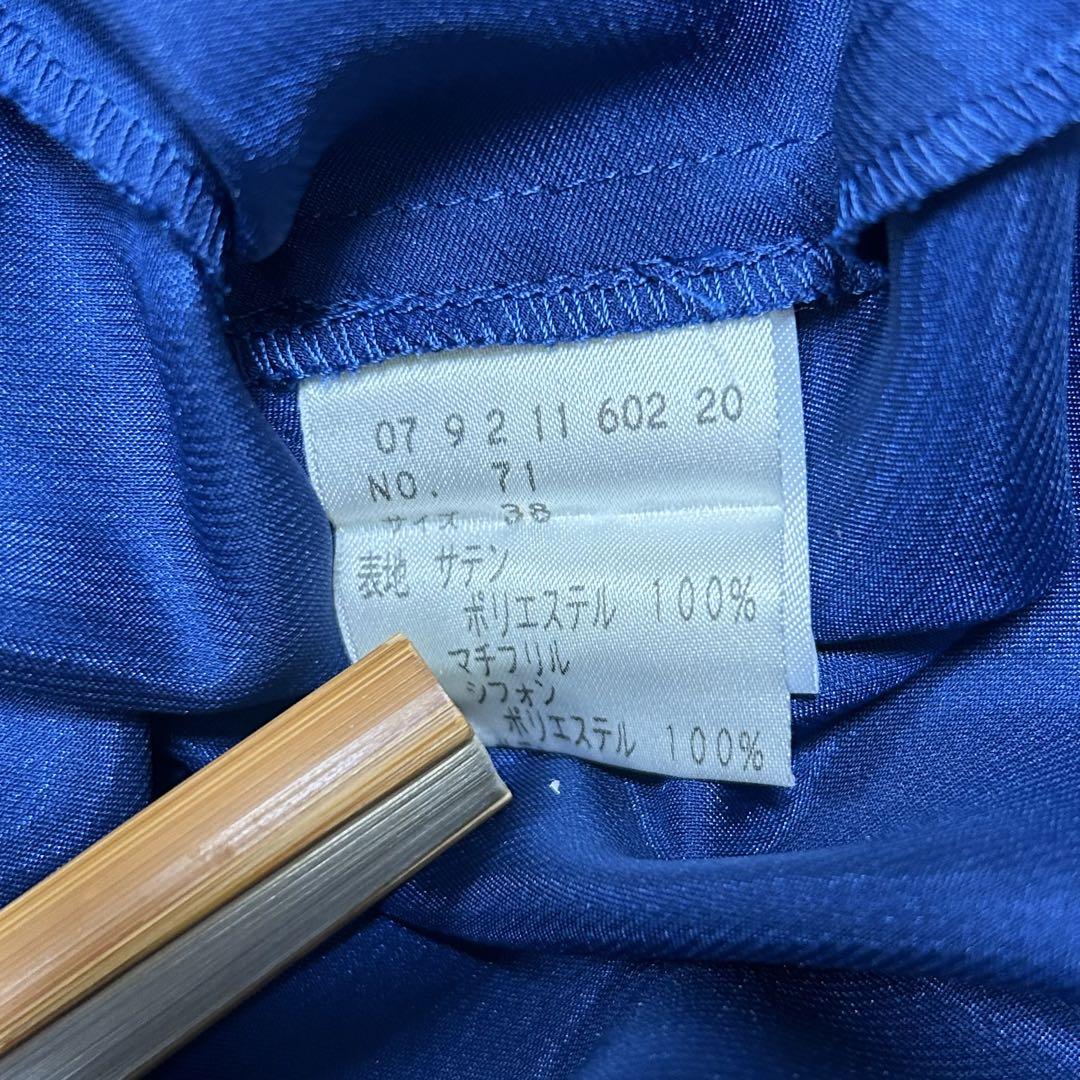 07 9 2 11 602 20
NO. 71
サイズ 38
表地 サテン
ポリエステル 100%
マチフリル
シフォン
ポリエステル 100%